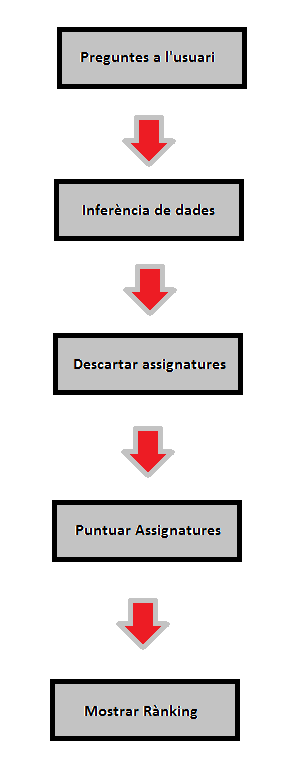 Preguntes a l'usuari
Inferència de dades
Descartar assignatures
Puntuar Assignatures
Mostrar Rànking